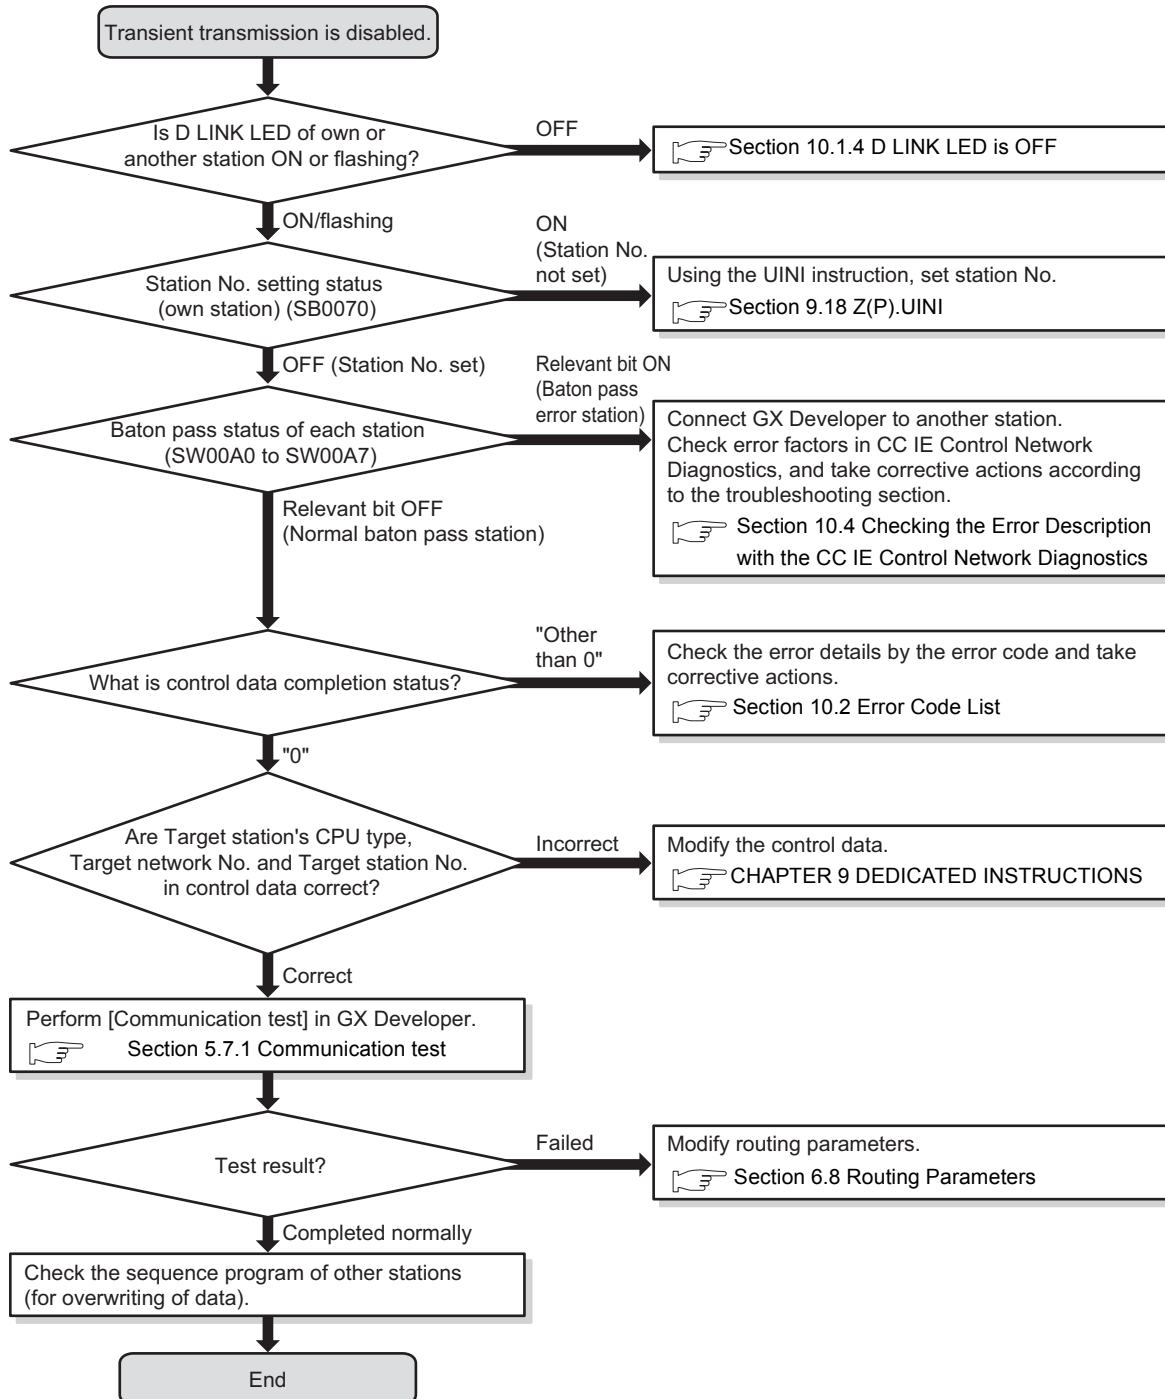 Transient transmission is disabled.
Is D LINK LED of own or
another station ON or flashing?
OFF
Section 10.1.4 D LINK LED is OFF
ON/flashing
Station No. setting status
(own station) (SB0070)
ON
(Station No.
not set)
Using the UINI instruction, set station No.
Section 9.18 Z(P).UINI
OFF (Station No. set)
Baton pass status of each station
(SW00A0 to SW00A7)
Relevant bit ON
(Baton pass
error station)
Connect GX Developer to another station.
Check error factors in CC IE Control Network
Diagnostics, and take corrective actions according
to the troubleshooting section.
Section 10.4 Checking the Error Description
with the CC IE Control Network Diagnostics
Relevant bit OFF
(Normal baton pass station)
What is control data completion status?
"Other
than 0"
Check the error details by the error code and take
corrective actions.
Section 10.2 Error Code List
"0"
Are Target station's CPU type,
Target network No. and Target station No.
in control data correct?
Incorrect
Modify the control data.
CHAPTER 9 DEDICATED INSTRUCTIONS
Correct
Perform [Communication test] in GX Developer.
Section 5.7.1 Communication test
Test result?
Failed
Modify routing parameters.
Section 6.8 Routing Parameters
Completed normally
Check the sequence program of other stations
(for overwriting of data).
End